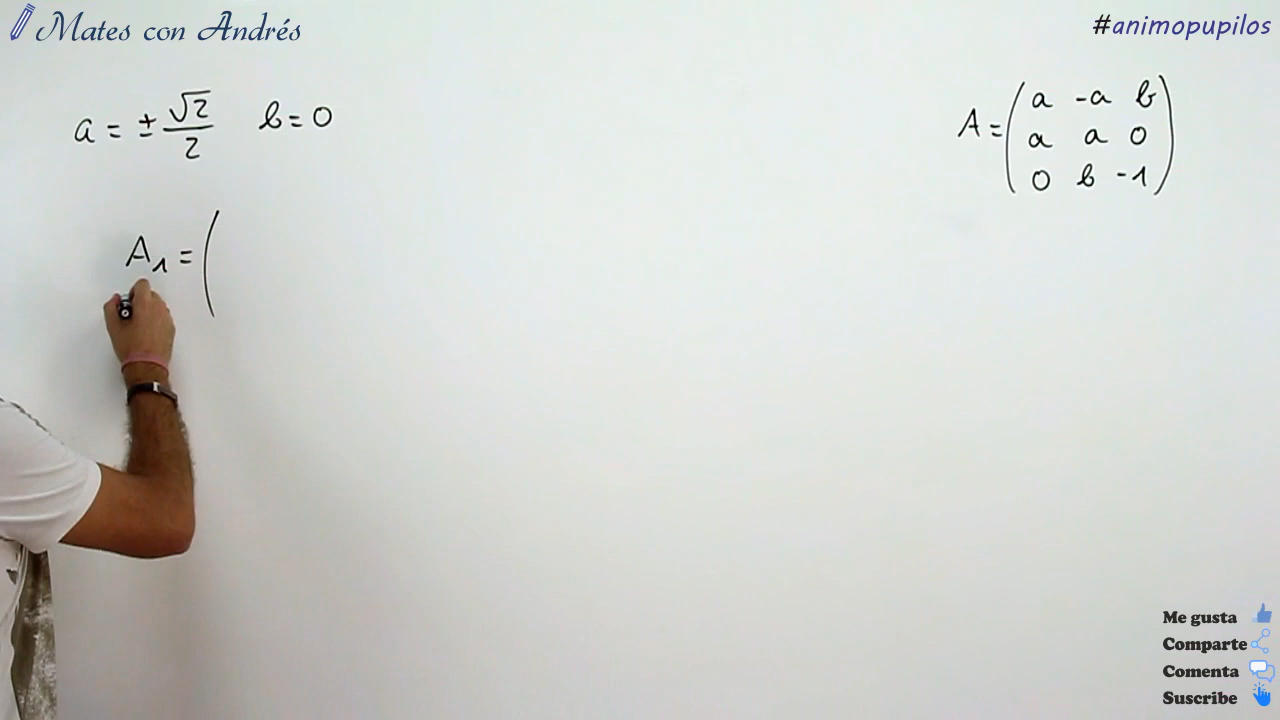 Mates con Andrés
#animopupilos
a = ± √2/2   b = 0
A = ( a  -a  b
a  a  0
0  b  -1 )
A₁ = (
Me gusta
Comparte
Comenta
Suscribe